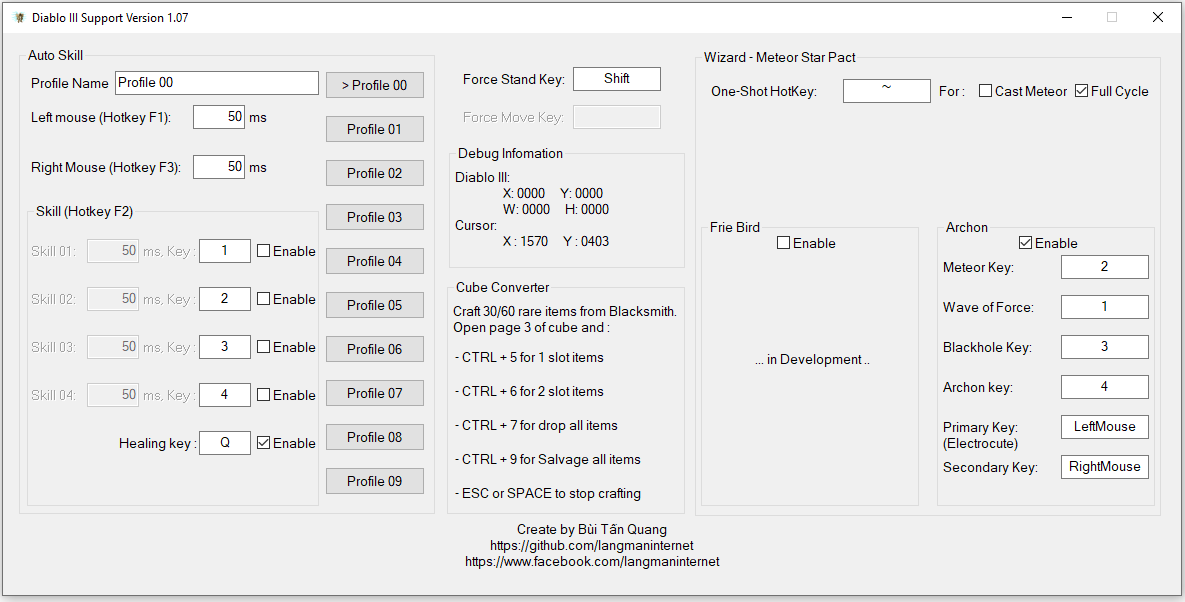 Diablo III Support Version 1.07
Auto Skill
Profile Name Profile 00
Left mouse (Hotkey F1): 50 ms
Right Mouse (Hotkey F3): 50 ms
Skill (Hotkey F2)
Skill 01: 50 ms, Key : 1 Enable
Skill 02: 50 ms, Key : 2 Enable
Skill 03: 50 ms, Key : 3 Enable
Skill 04: 50 ms, Key : 4 Enable
Healing key : Q Enable
> Profile 00
Profile 01
Profile 02
Profile 03
Profile 04
Profile 05
Profile 06
Profile 07
Profile 08
Profile 09
Force Stand Key: Shift
Force Move Key:
Debug Infomation
Diablo III:
X: 0000 Y: 0000
W: 0000 H: 0000
Cursor:
X : 1570 Y : 0403
Cube Converter
Craft 30/60 rare items from Blacksmith.
Open page 3 of cube and :
- CTRL + 5 for 1 slot items
- CTRL + 6 for 2 slot items
- CTRL + 7 for drop all items
- CTRL + 9 for Salvage all items
- ESC or SPACE to stop crafting
Wizard - Meteor Star Pact
One-Shot HotKey: ~ For : Cast Meteor Full Cycle
Frie Bird
Enable
... in Development ..
Archon
Enable
Meteor Key: 2
Wave of Force: 1
Blackhole Key: 3
Archon key: 4
Primary Key: LeftMouse
(Electrocute)
Secondary Key: RightMouse
Create by Bùi Tấn Quang
https://github.com/langmaninternet
https://www.facebook.com/langmaninternet